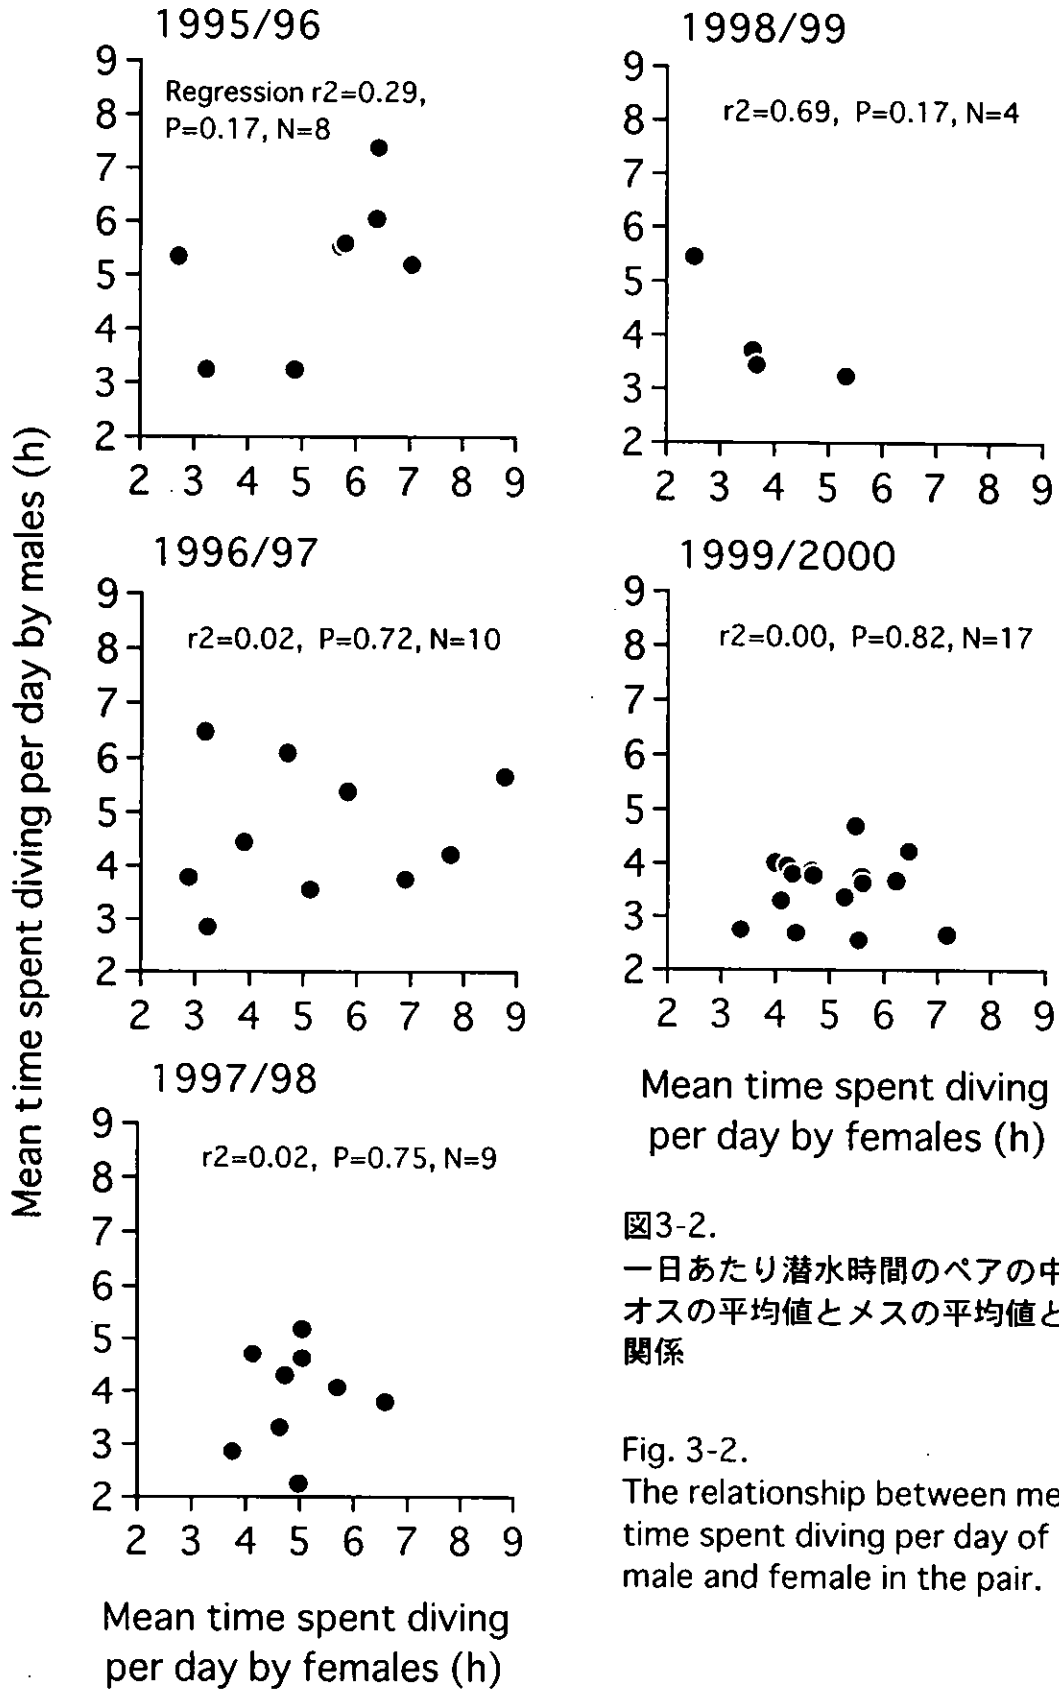 1995/96
Regression r2=0.29,
P=0.17, N=8
9
8
7
6
5
4
3
2
2 3 4 5 6 7 8 9
1998/99
r2=0.69, P=0.17, N=4
9
8
7
6
5
4
3
2
2 3 4 5 6 7 8 9
Mean time spent diving per day by males (h)
1996/97
r2=0.02, P=0.72, N=10
9
8
7
6
5
4
3
2
2 3 4 5 6 7 8 9
1999/2000
r2=0.00, P=0.82, N=17
9
8
7
6
5
4
3
2
2 3 4 5 6 7 8 9
Mean time spent diving
per day by females (h)
1997/98
r2=0.02, P=0.75, N=9
9
8
7
6
5
4
3
2
2 3 4 5 6 7 8 9
Mean time spent diving
per day by females (h)
図3-2.
一日あたり潜水時間のペアの中
オスの平均値とメスの平均値と
関係
Fig. 3-2.
The relationship between me
time spent diving per day of
male and female in the pair.